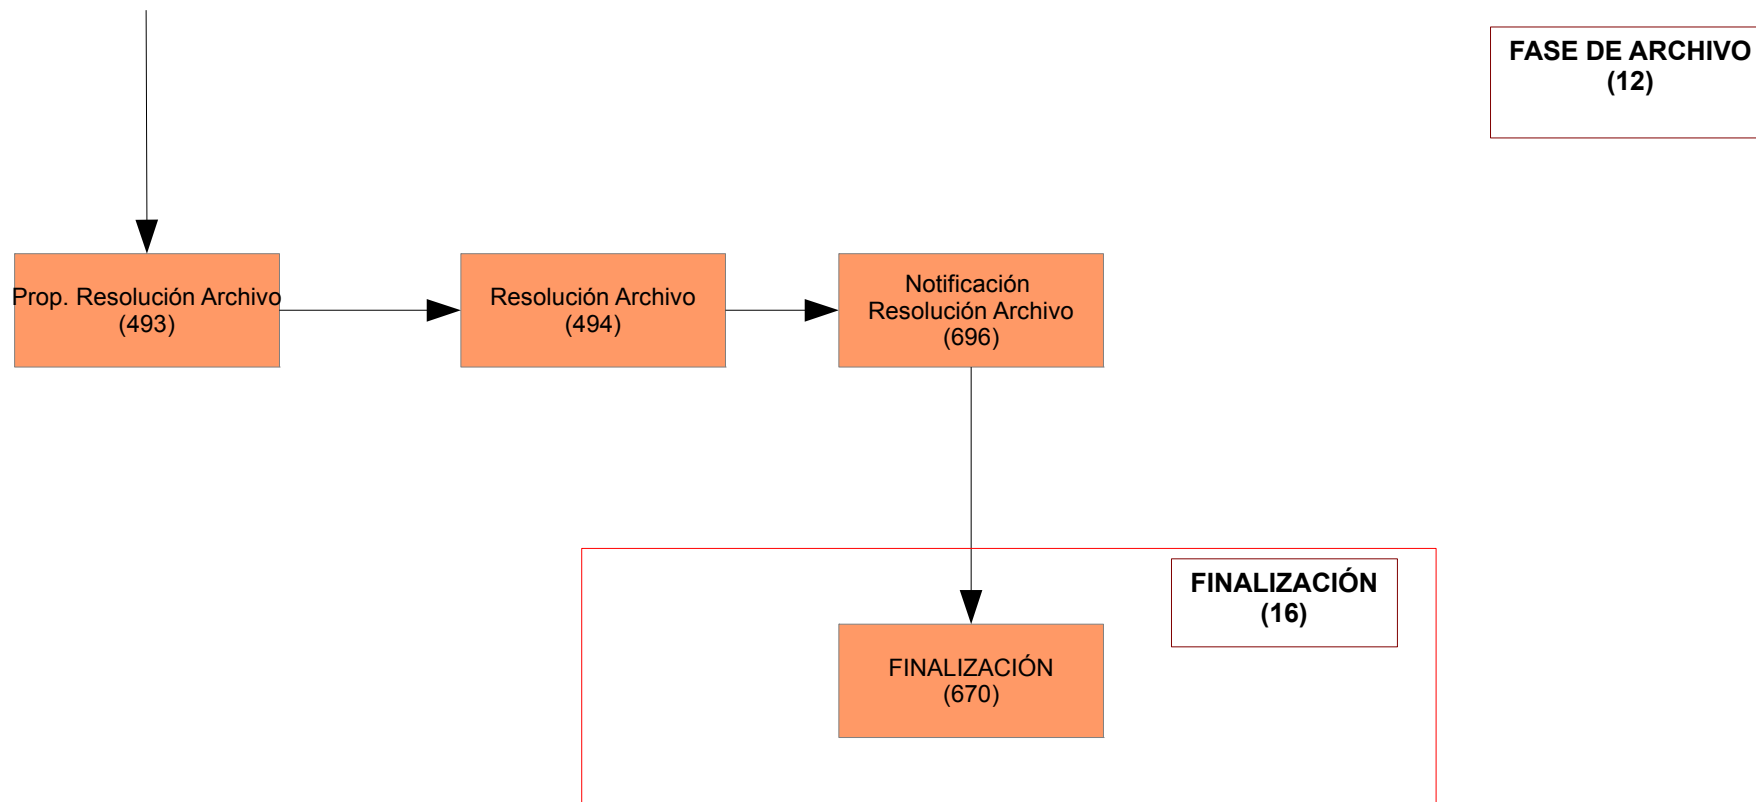 FASE DE ARCHIVO
(12)
Prop. Resolución Archivo
(493)
Resolución Archivo
(494)
Notificación
Resolución Archivo
(696)
FINALIZACIÓN
(16)
FINALIZACIÓN
(670)